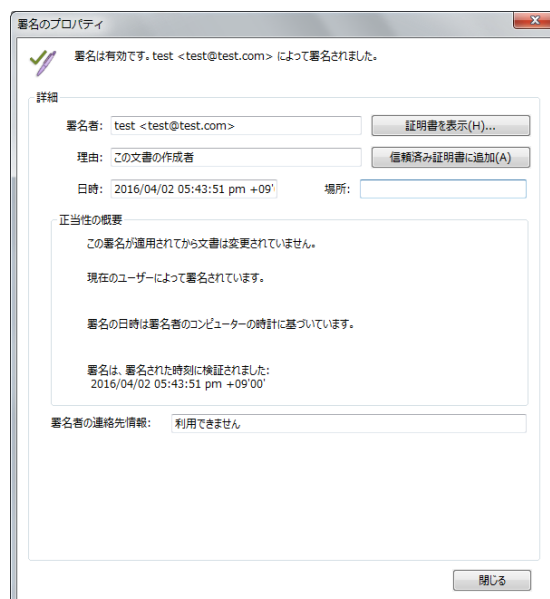 署名のプロパティ
署名は有効です。test <test@test.com> によって署名されました。
詳細
署名者: test <test@test.com> 証明書を表示(H)...
理由: この文書の作成者 信頼済み証明書に追加(A)
日時: 2016/04/02 05:43:51 pm +09' 場所:
正当性の概要
この署名が適用されてから文書は変更されていません。
現在のユーザーによって署名されています。
署名の日時は署名者のコンピューターの時計に基づいています。
署名は、署名された時刻に検証されました:
2016/04/02 05:43:51 pm +09'00'
署名者の連絡先情報: 利用できません
閉じる